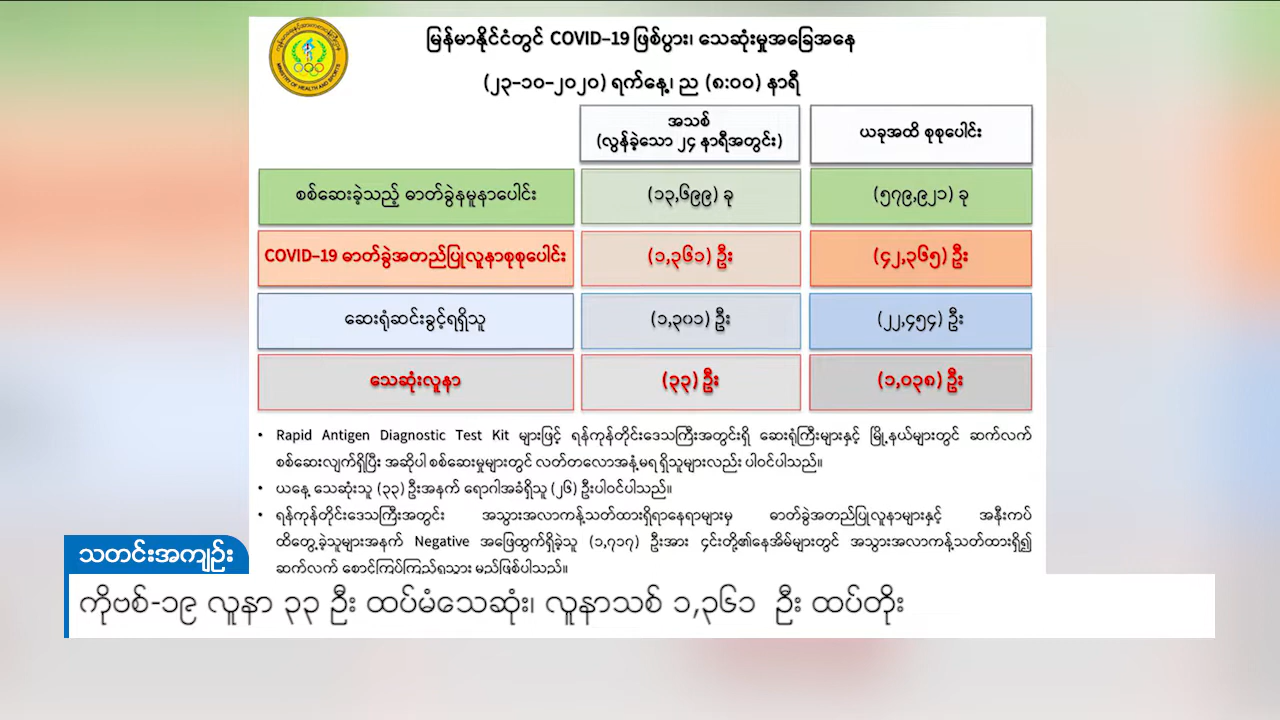 မြန်မာနိုင်ငံတွင် COVID–19 ဖြစ်ပွား၊ သေဆုံးမှုအခြေအနေ
(၂၃–၁၀–၂၀၂၀) ရက်နေ့၊ ည (၈:၀၀) နာရီ
အသစ်
(လွန်ခဲ့သော ၂၄ နာရီအတွင်း)
ယခုအထိ စုစုပေါင်း
စစ်ဆေးခဲ့သည့် ဓာတ်ခွဲနမူနာပေါင်း (၁၃,၆၉၉) ခု (၅၇၉,၉၂၁) ခု
COVID–19 ဓာတ်ခွဲအတည်ပြုလူနာစုစုပေါင်း (၁,၃၆၁) ဦး (၄၂,၃၆၅) ဦး
ဆေးရုံဆင်းခွင့်ရရှိသူ (၁,၃၀၁) ဦး (၂၂,၄၅၄) ဦး
သေဆုံးလူနာ (၃၃) ဦး (၁,၀၃၈) ဦး
• Rapid Antigen Diagnostic Test Kit များဖြင့် ရန်ကုန်တိုင်းဒေသကြီးအတွင်းရှိ ဆေးရုံကြီးများနှင့် မြို့နယ်များတွင် ဆက်လက်
စစ်ဆေးလျက်ရှိပြီး အဆိုပါ စစ်ဆေးမှုများတွင် လတ်တလောအနံ့မရရှိသူများလည်း ပါဝင်ပါသည်။
• ယနေ့ သေဆုံးသူ (၃၃) ဦးအနက် ရောဂါအခံရှိသူ (၂၆) ဦးပါဝင်ပါသည်။
• ရန်ကုန်တိုင်းဒေသကြီးအတွင်း အသွားအလာကန့်သတ်ထားရှိရာနေရာများမှ ဓာတ်ခွဲအတည်ပြုလူနာများနှင့် အနီးကပ်
ထိတွေ့ခဲ့သူများအနက် Negative အဖြေထွက်ရှိခဲ့သူ (၁,၇၁၇) ဦးအား ၄င်းတို့၏နေအိမ်များတွင် အသွားအလာကန့်သတ်ထားရှိ၍
ဆက်လက် စောင့်ကြပ်ကြည့်ရှုသွား မည်ဖြစ်ပါသည်။
သတင်းအကျဉ်း
ကိုဗစ်-၁၉ လူနာ ၃၃ ဦး ထပ်မံသေဆုံး၊ လူနာသစ် ၁,၃၆၁ ဦး ထပ်တိုး